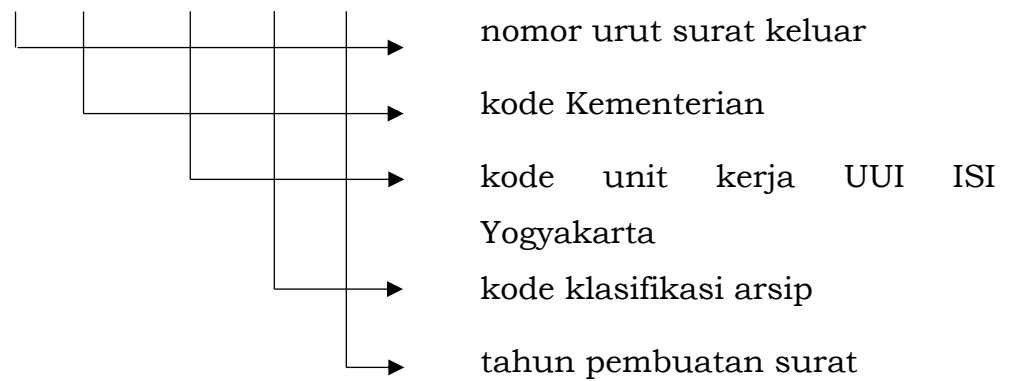 nomor urut surat keluar
kode Kementerian
kode unit kerja UUI ISI
Yogyakarta
kode klasifikasi arsip
tahun pembuatan surat